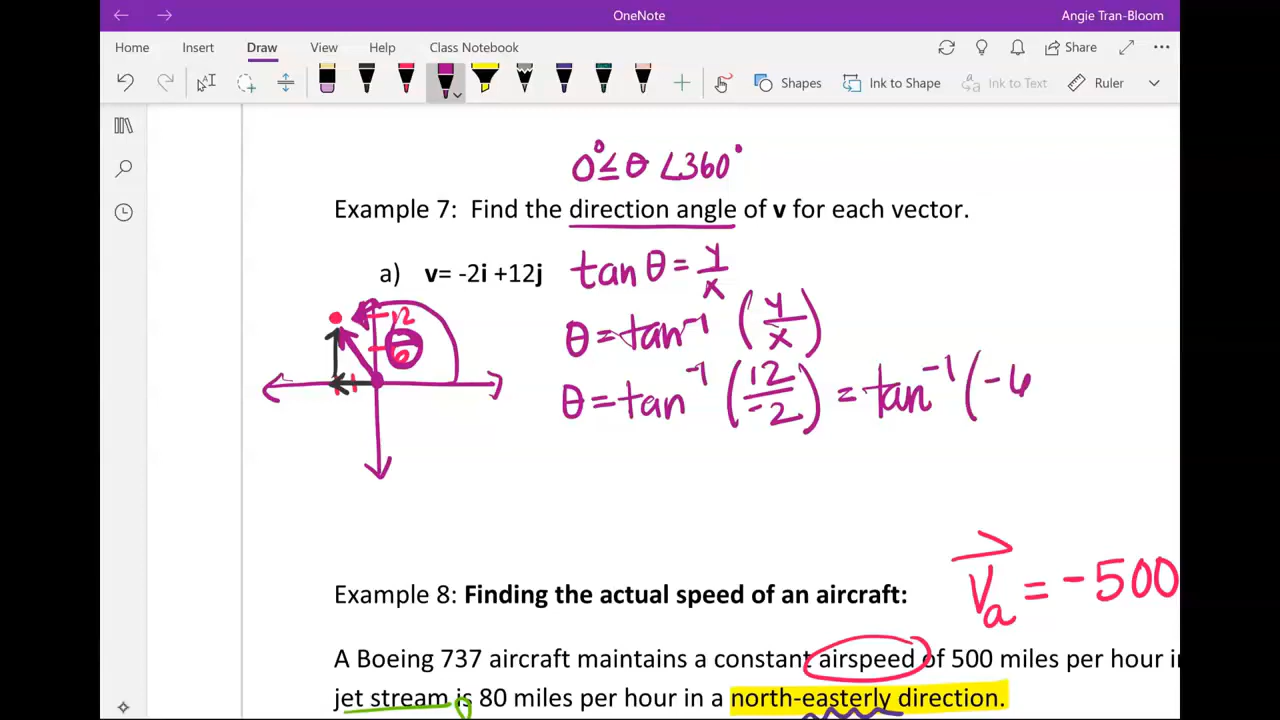 OneNote
Angie Tran-Bloom
Home Insert Draw View Help Class Notebook Share
Shapes Ink to Shape Ink to Text Ruler
0° ≤ θ < 360°
Example 7: Find the direction angle of v for each vector.
a) v= -2i +12j tan θ = y/x
12
6
θ
θ = tan⁻¹ (y/x)
θ = tan⁻¹ (12/-2) = tan⁻¹ (-6
Example 8: Finding the actual speed of an aircraft:
Vₐ = -500
A Boeing 737 aircraft maintains a constant airspeed of 500 miles per hour in
jet stream is 80 miles per hour in a north-easterly direction.